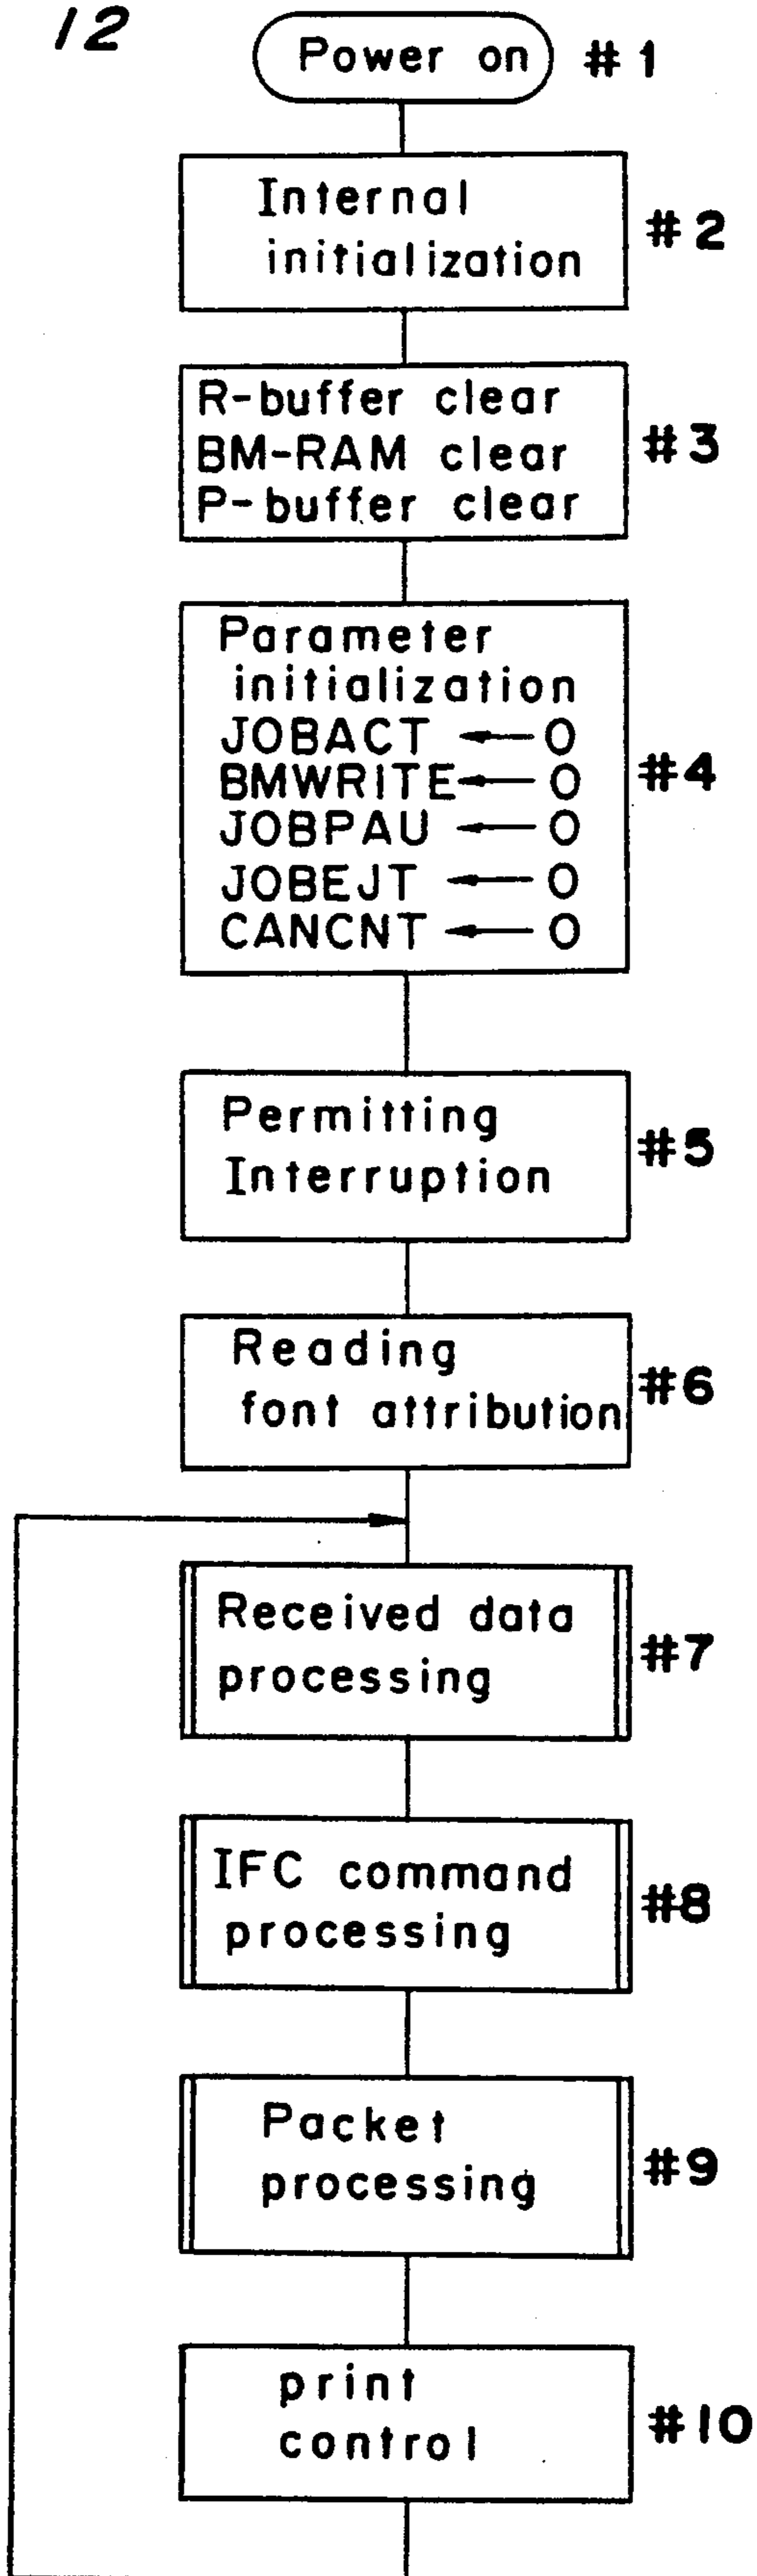 12
Power on #1
Internal
initialization
#2
R-buffer clear
BM-RAM clear
P-buffer clear
#3
Parameter
initialization
JOBACT ← 0
BMWRITE ← 0
JOBPAU ← 0
JOBEJT ← 0
CANCNT ← 0
#4
Permitting
Interruption
#5
Reading
font attribution
#6
Received data
processing
#7
IFC command
processing
#8
Packet
processing
#9
print
control
#10